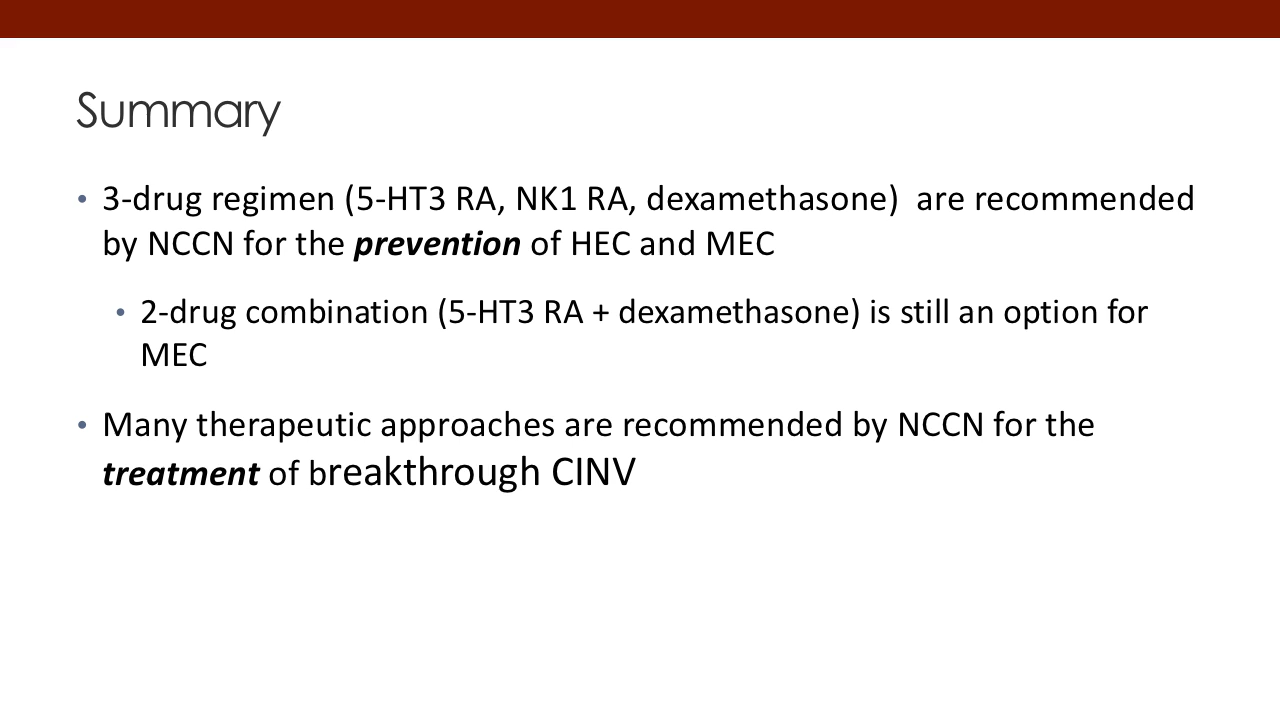 Summary
• 3-drug regimen (5-HT3 RA, NK1 RA, dexamethasone)  are recommended
by NCCN for the prevention of HEC and MEC
• 2-drug combination (5-HT3 RA + dexamethasone) is still an option for
MEC
• Many therapeutic approaches are recommended by NCCN for the
treatment of breakthrough CINV